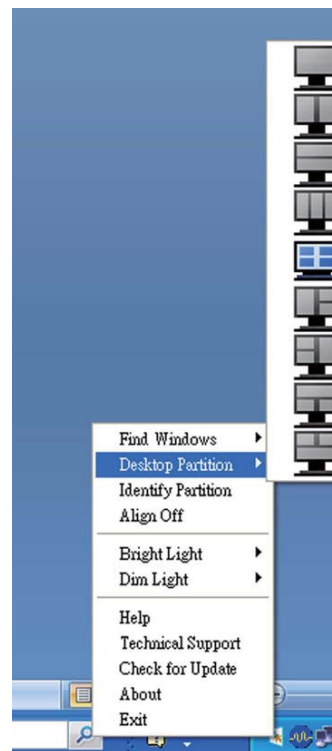 Find Windows
Desktop Partition
Identify Partition
Align Off
Bright Light
Dim Light
Help
Technical Support
Check for Update
About
Exit